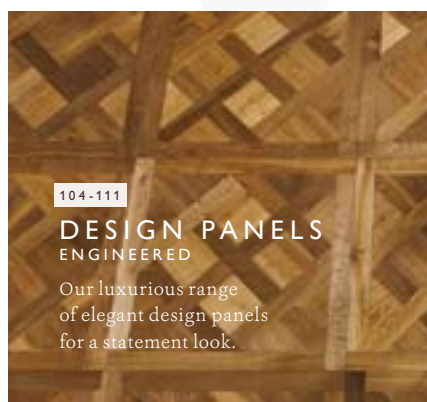 104-111
DESIGN PANELS
ENGINEERED
Our luxurious range
of elegant design panels
for a statement look.